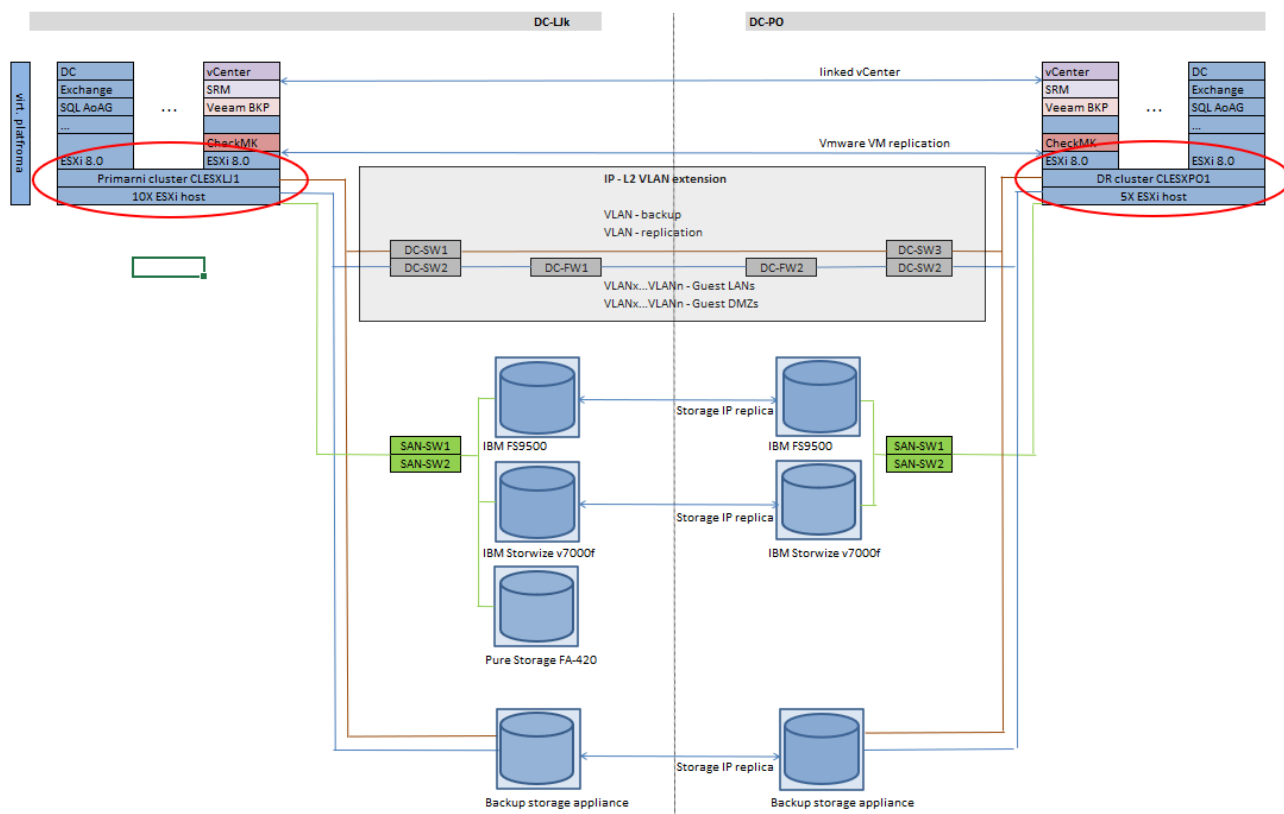 DC-LJk
DC-PO
virt. platfroma
DC
Exchange
SQL AoAG
...
ESXi 8.0
...
vCenter
SRM
Veeam BKP
CheckMK
ESXi 8.0
Primarni cluster CLESXLJ1
10X ESXi host
linked vCenter
Vmware VM replication
vCenter
SRM
Veeam BKP
CheckMK
ESXi 8.0
...
DC
Exchange
SQL AoAG
...
ESXi 8.0
DR cluster CLESXPO1
5X ESXi host
IP - L2 VLAN extension
VLAN - backup
VLAN - replication
DC-SW1
DC-SW2
DC-FW1
DC-FW2
DC-SW3
DC-SW2
VLANx...VLANn - Guest LANs
VLANx...VLANn - Guest DMZs
Storage IP replica
IBM FS9500
IBM FS9500
SAN-SW1
SAN-SW2
SAN-SW1
SAN-SW2
Storage IP replica
IBM Storwize v7000f
IBM Storwize v7000f
Pure Storage FA-420
Storage IP replica
Backup storage appliance
Backup storage appliance